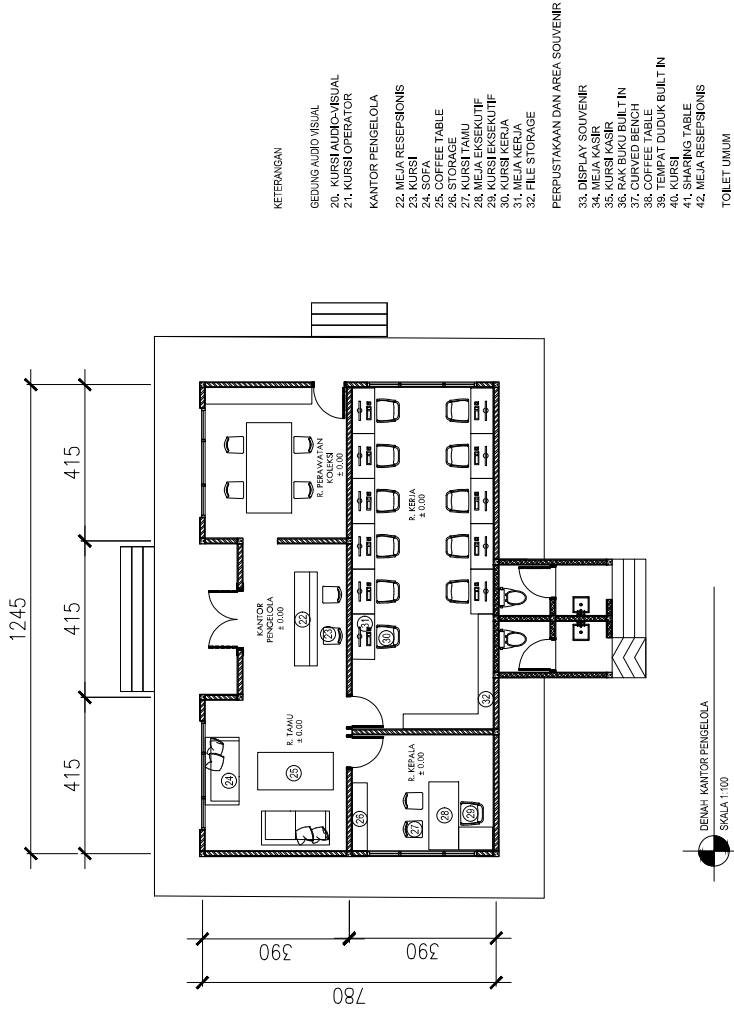 1245
415
415
415
780
390
390
R. TAMU
± 0.00
KANTOR
PENGELOLA
± 0.00
R. PERAWATAN
KOLEKSI
± 0.00
R. KEPALA
± 0.00
R. KERJA
± 0.00
24
25
22
23
26
27
28
29
30
31
32
DENAH KANTOR PENGELOLA
SKALA 1:100
KETERANGAN
GEDUNG AUDIO VISUAL
20. KURSI AUDIO-VISUAL
21. KURSI OPERATOR
KANTOR PENGELOLA
22. MEJA RESEPSIONIS
23. KURSI
24. SOFA
25. COFFEE TABLE
26. STORAGE
27. KURSI TAMU
28. MEJA EKSEKUTIF
29. KURSI EKSEKUTIF
30. KURSI KERJA
31. MEJA KERJA
32. FILE STORAGE
PERPUSTAKAAN DAN AREA SOUVENIR
33. DISPLAY SOUVENIR
34. MEJA KASIR
35. KURSI KASIR
36. RAK BUKU BUILT IN
37. CURVED BENCH
38. COFFEE TABLE
39. TEMPAT DUDUK BUILT IN
40. KURSI
41. SHARING TABLE
42. MEJA RESEPSIONIS
TOILET UMUM